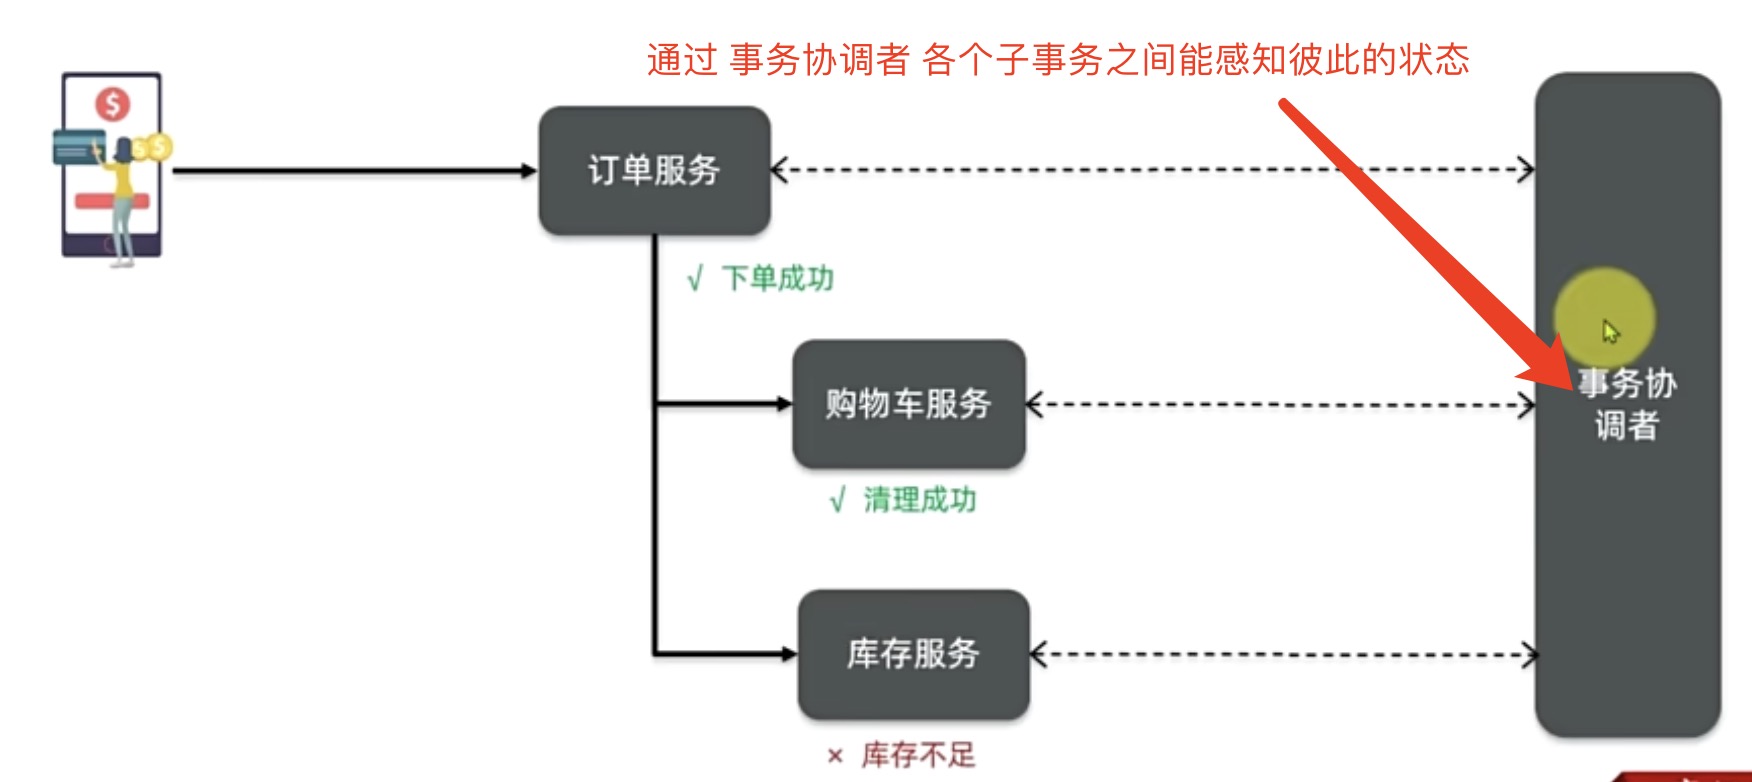 通过 事务协调者 各个子事务之间能感知彼此的状态
$
$
订单服务
√ 下单成功
购物车服务
事务协
调者
√ 清理成功
库存服务
× 库存不足